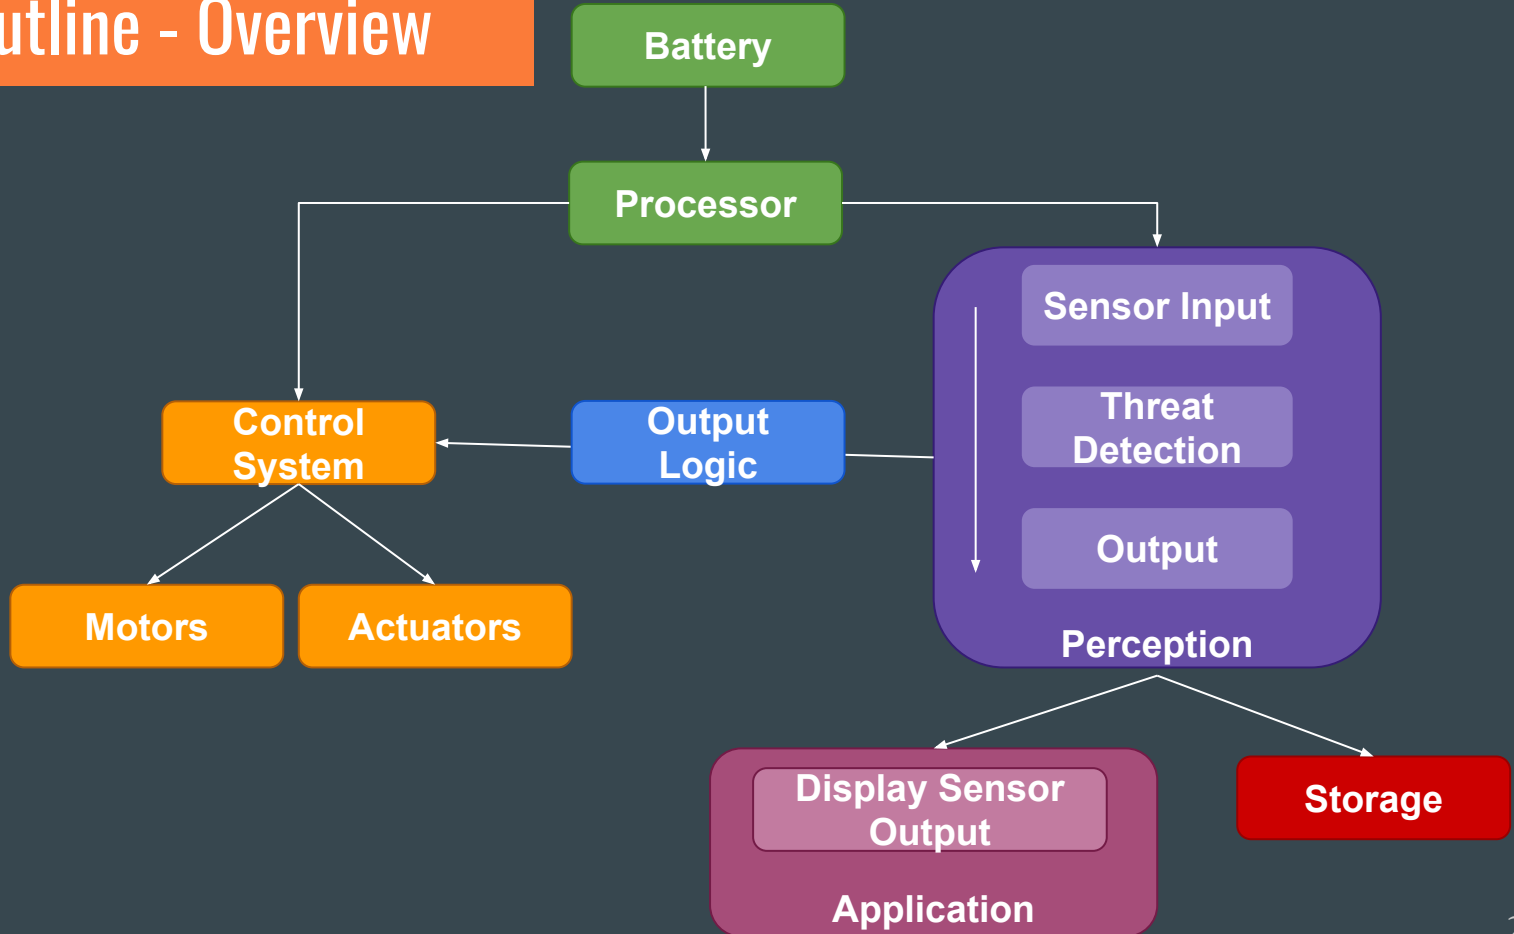 utline - Overview
Battery
Processor
Sensor Input
Control
System
Output
Logic
Threat
Detection
Output
Motors
Actuators
Perception
Display Sensor
Output
Storage
Application